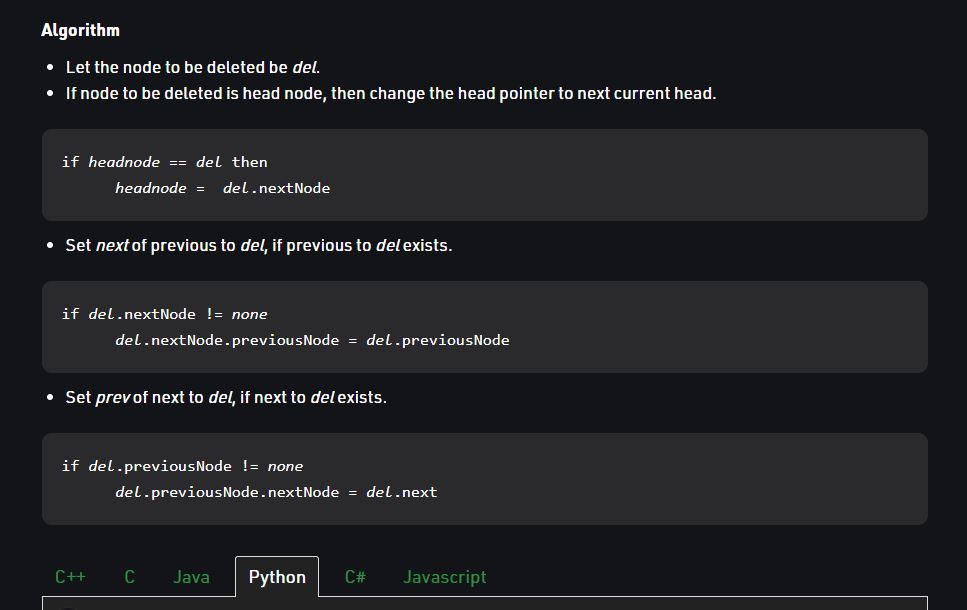 Algorithm
• Let the node to be deleted be del.
• If node to be deleted is head node, then change the head pointer to next current head.
if headnode == del then
      headnode =  del.nextNode
• Set next of previous to del, if previous to del exists.
if del.nextNode != none
      del.nextNode.previousNode = del.previousNode
• Set prev of next to del, if next to del exists.
if del.previousNode != none
      del.previousNode.nextNode = del.next
C++ C Java Python C# Javascript